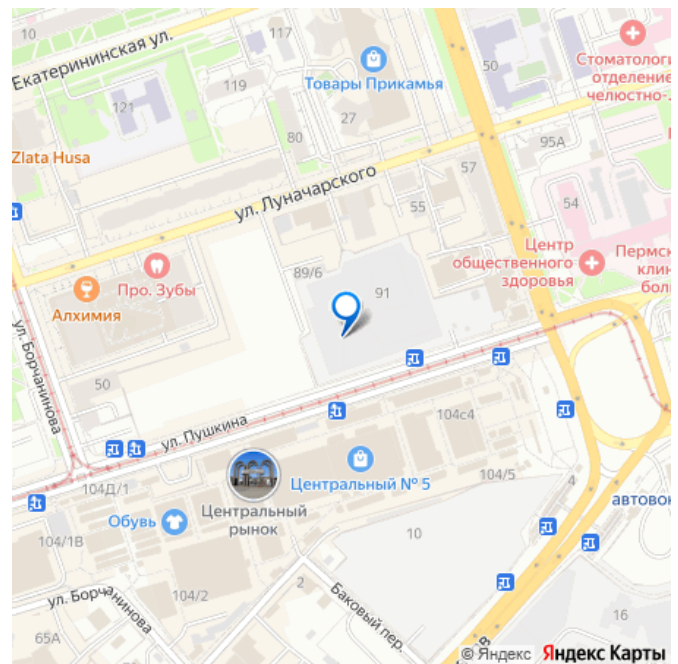 10
117
Екатерининская ул.
50
Стоматологи
отделение
челюстно-
Товары Прикамья
119
121
27
80
95А
Zlata Husa
57
ул. Луначарского
55
54
Центр
общественного
здоровья
Пермск
клин
бол
89/6
91
Про. Зубы
Алхимия
ул. Борчанинова
50
ул. Пушкина
104с4
Центральный № 5
104/5
4
автовок
104Д/1
Центральный
рынок
Обувь
104/1В
10
ул. Борчанинова
104/2
2
Баковый пер.
16
65А
© Яндекс Яндекс Карты